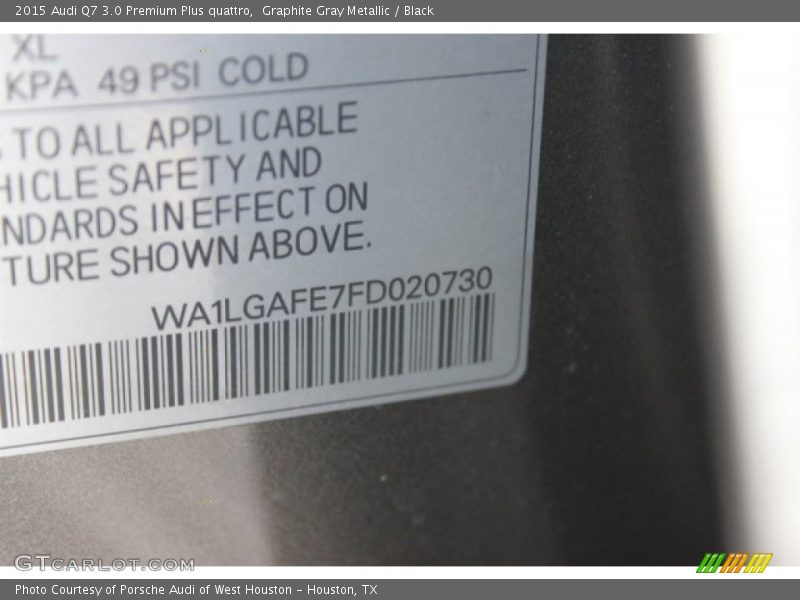 2015 Audi Q7 3.0 Premium Plus quattro,  Graphite Gray Metallic / Black
XL
KPA 49 PSI COLD
TO ALL APPLICABLE
HICLE SAFETY AND
NDARDS IN EFFECT ON
TURE SHOWN ABOVE.
WA1LGAFE7FD020730
GTCARLOT.COM
Photo Courtesy of Porsche Audi of West Houston - Houston, TX